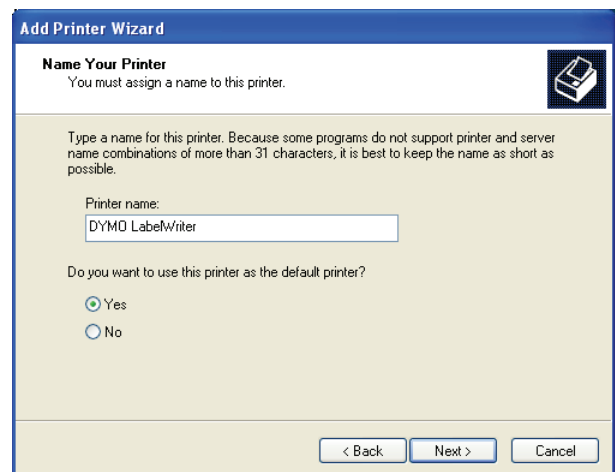 Add Printer Wizard
Name Your Printer
You must assign a name to this printer.
Type a name for this printer. Because some programs do not support printer and server
name combinations of more than 31 characters, it is best to keep the name as short as
possible.
Printer name:
DYMO LabelWriter
Do you want to use this printer as the default printer?
Yes
No
< Back
Next >
Cancel